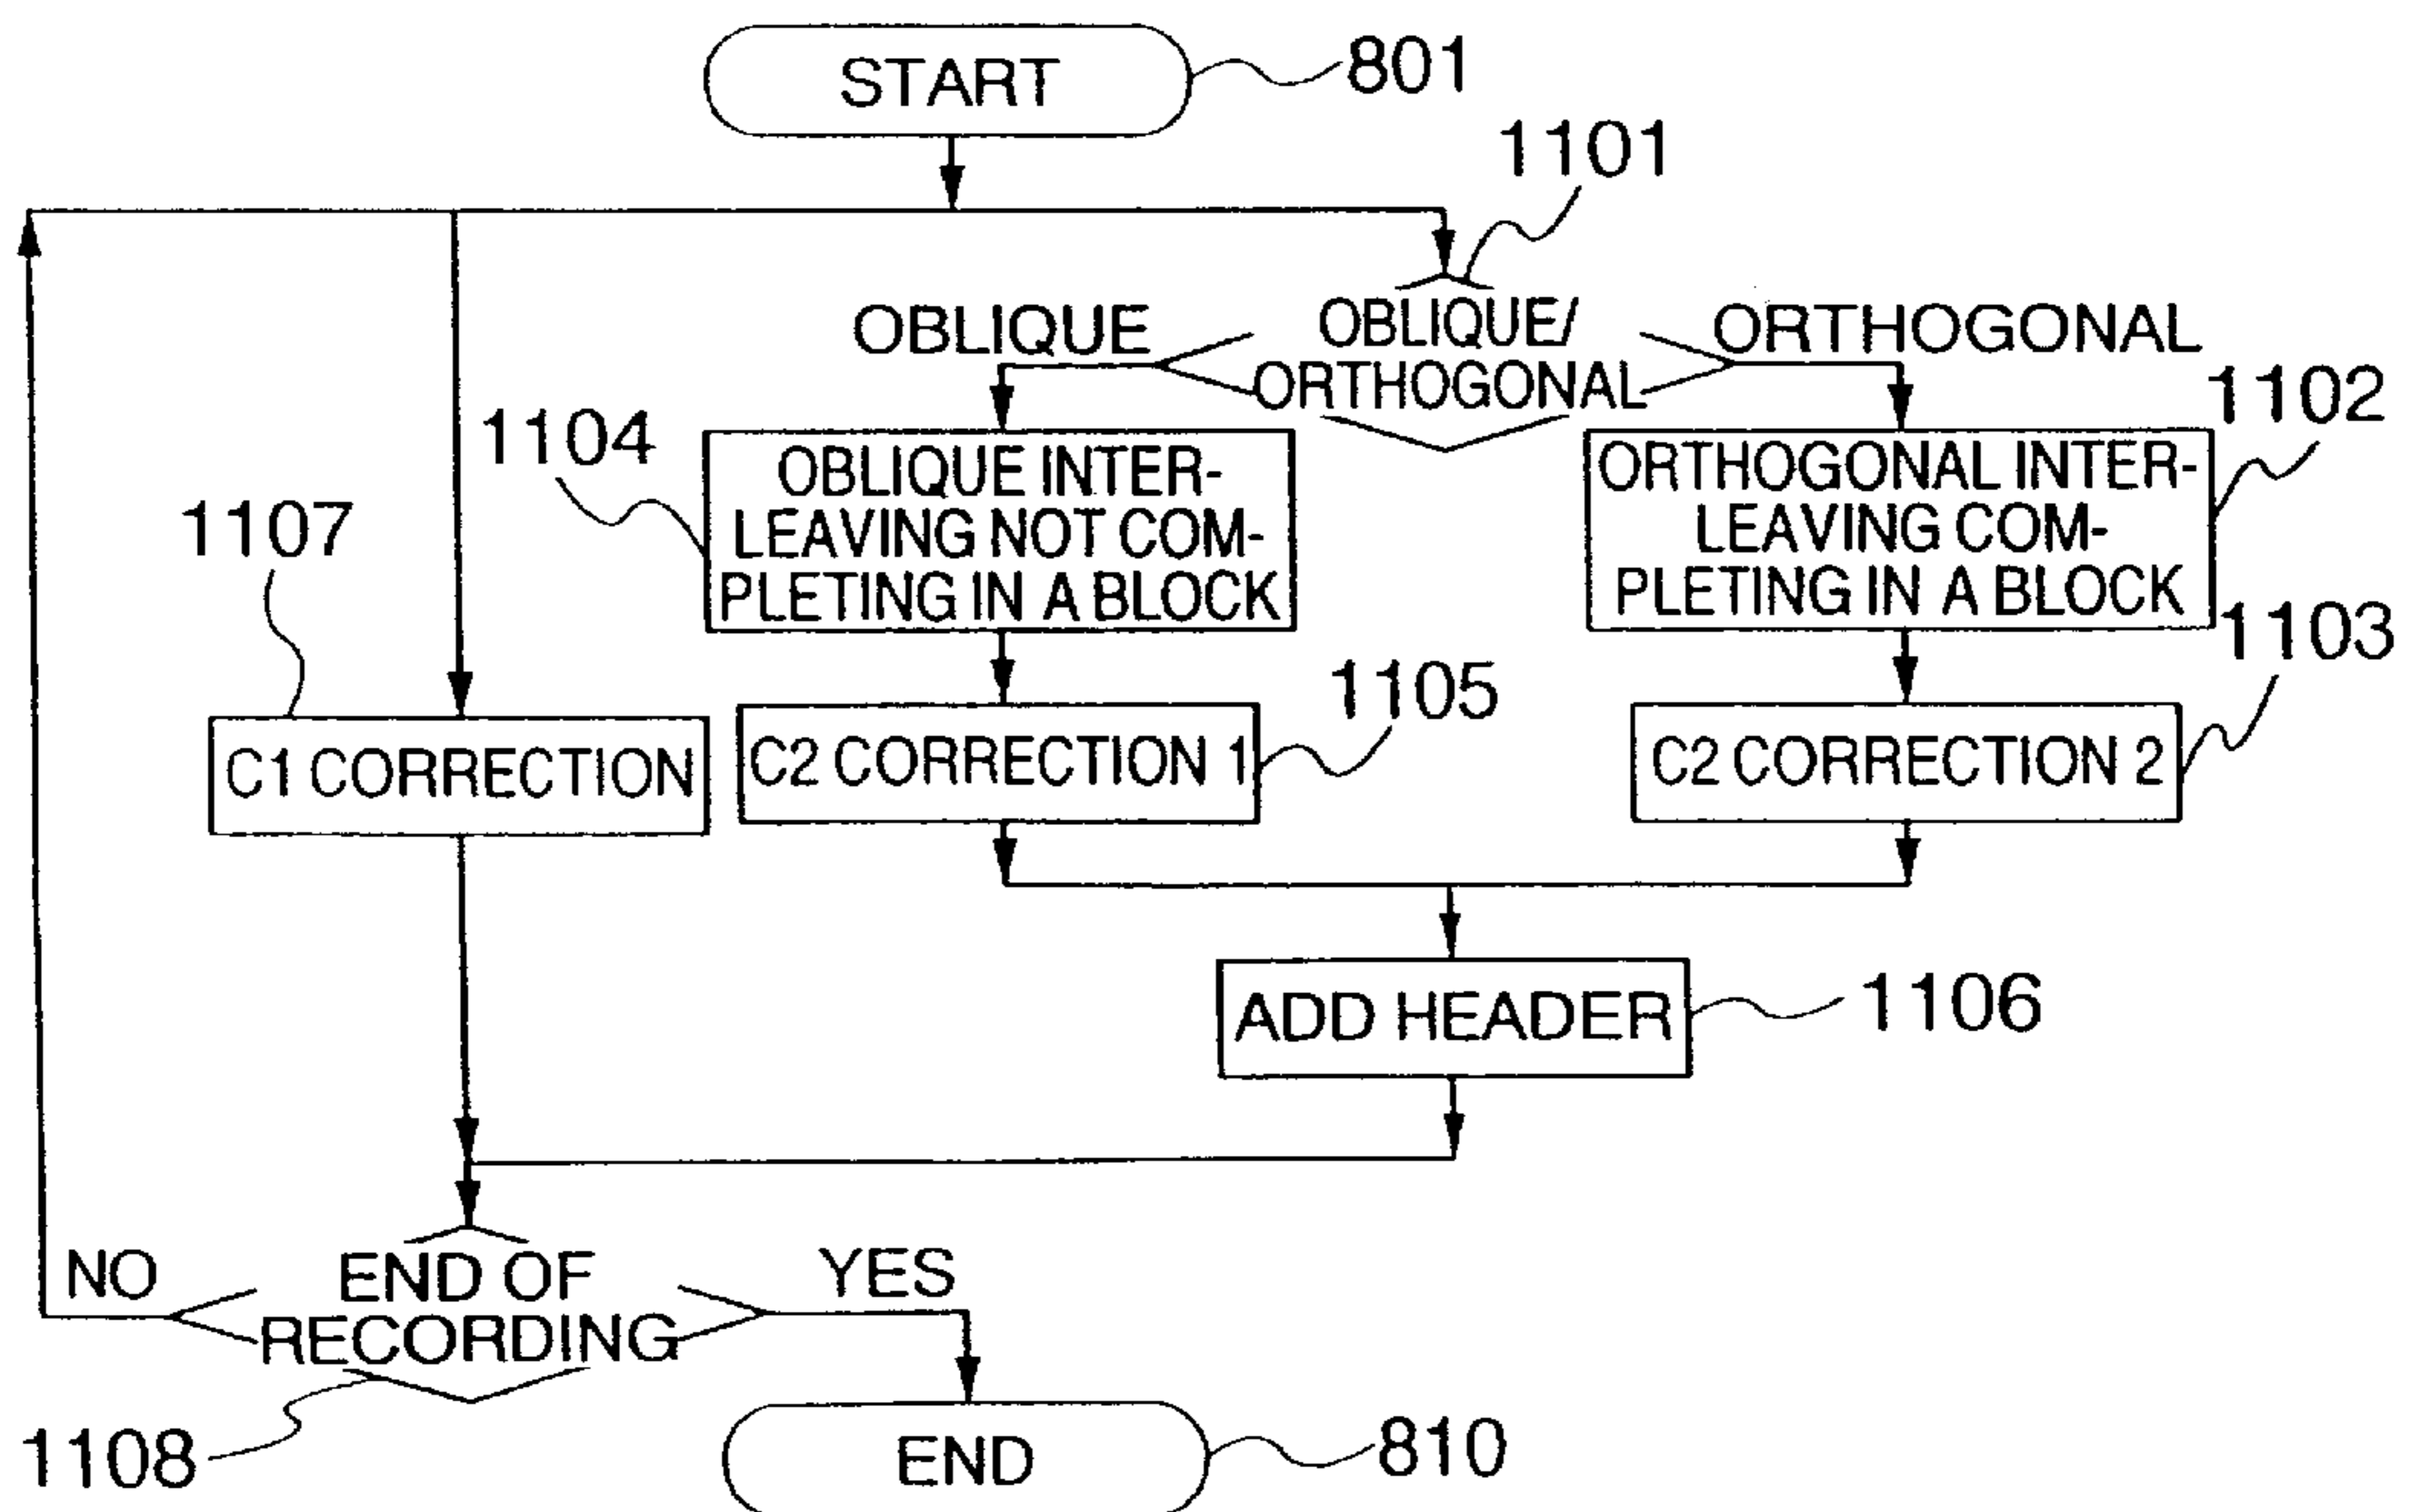 START
801
1101
OBLIQUE
OBLIQUE/
ORTHOGONAL
ORTHOGONAL
1102
1104
OBLIQUE INTER-
LEAVING NOT COM-
PLETING IN A BLOCK
ORTHOGONAL INTER-
LEAVING COM-
PLETING IN A BLOCK
1107
1103
1105
C1 CORRECTION
C2 CORRECTION 1
C2 CORRECTION 2
ADD HEADER
1106
NO
END OF
RECORDING
YES
1108
END
810